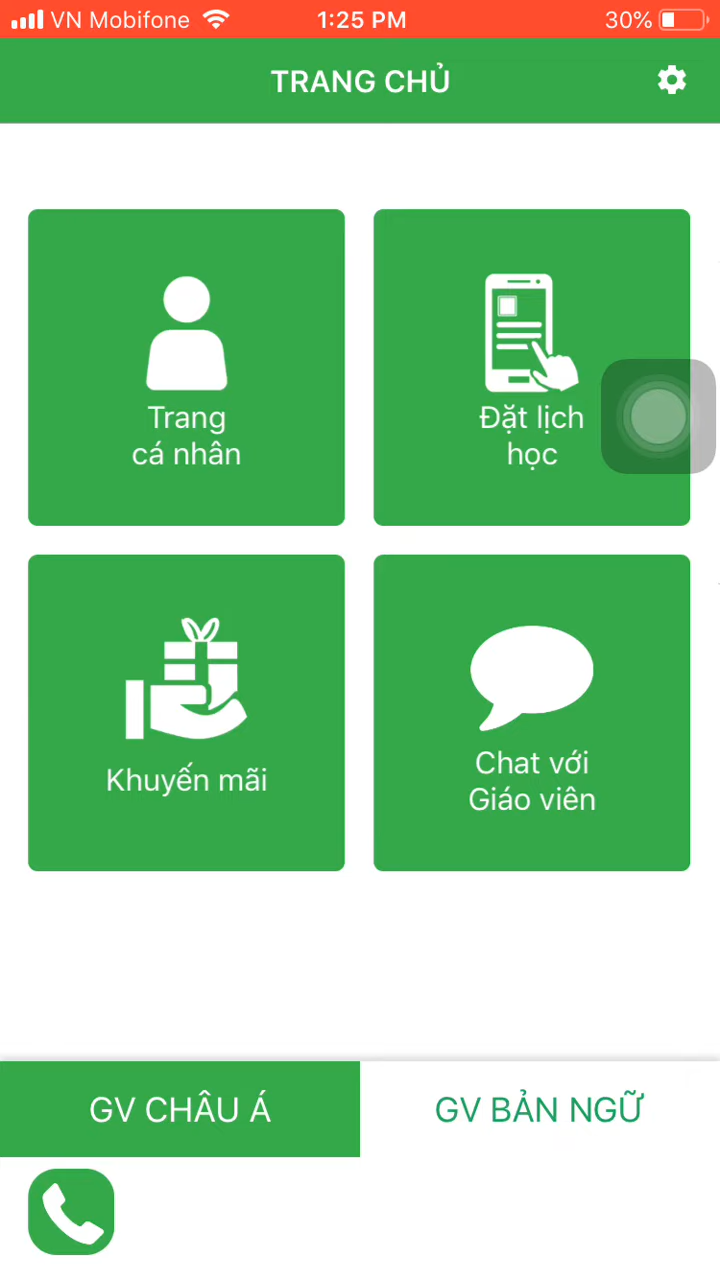 VN Mobifone 1:25 PM 30%
TRANG CHỦ
Trang
cá nhân
Đặt lịch
học
Khuyến mãi
Chat với
Giáo viên
GV CHÂU Á
GV BẢN NGỮ